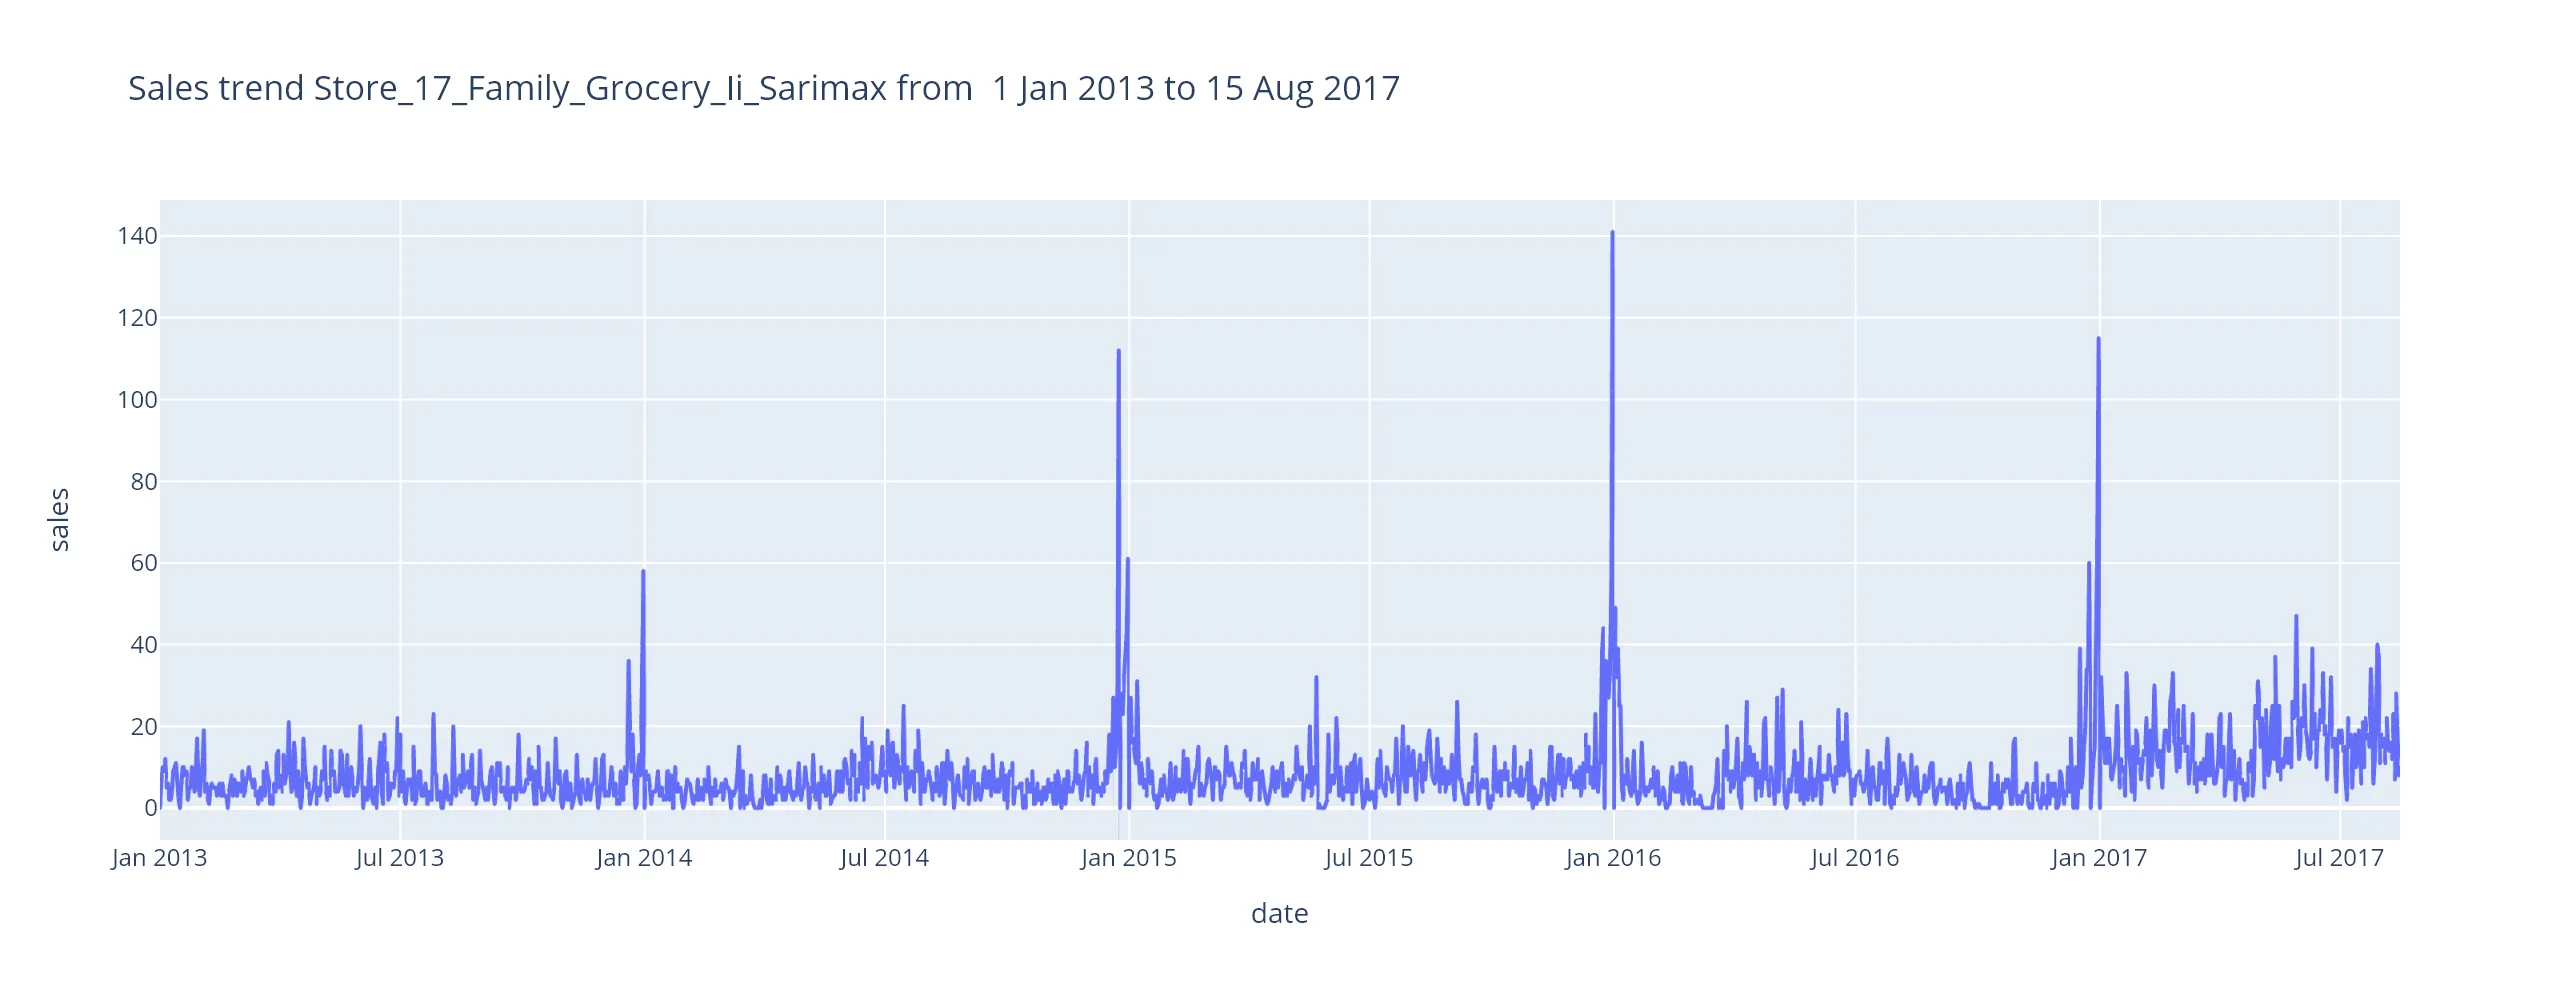 Sales trend Store_17_Family_Grocery_Ii_Sarimax from  1 Jan 2013 to 15 Aug 2017
140
120
100
80
60
40
20
0
sales
Jan 2013 Jul 2013 Jan 2014 Jul 2014 Jan 2015 Jul 2015 Jan 2016 Jul 2016 Jan 2017 Jul 2017
date